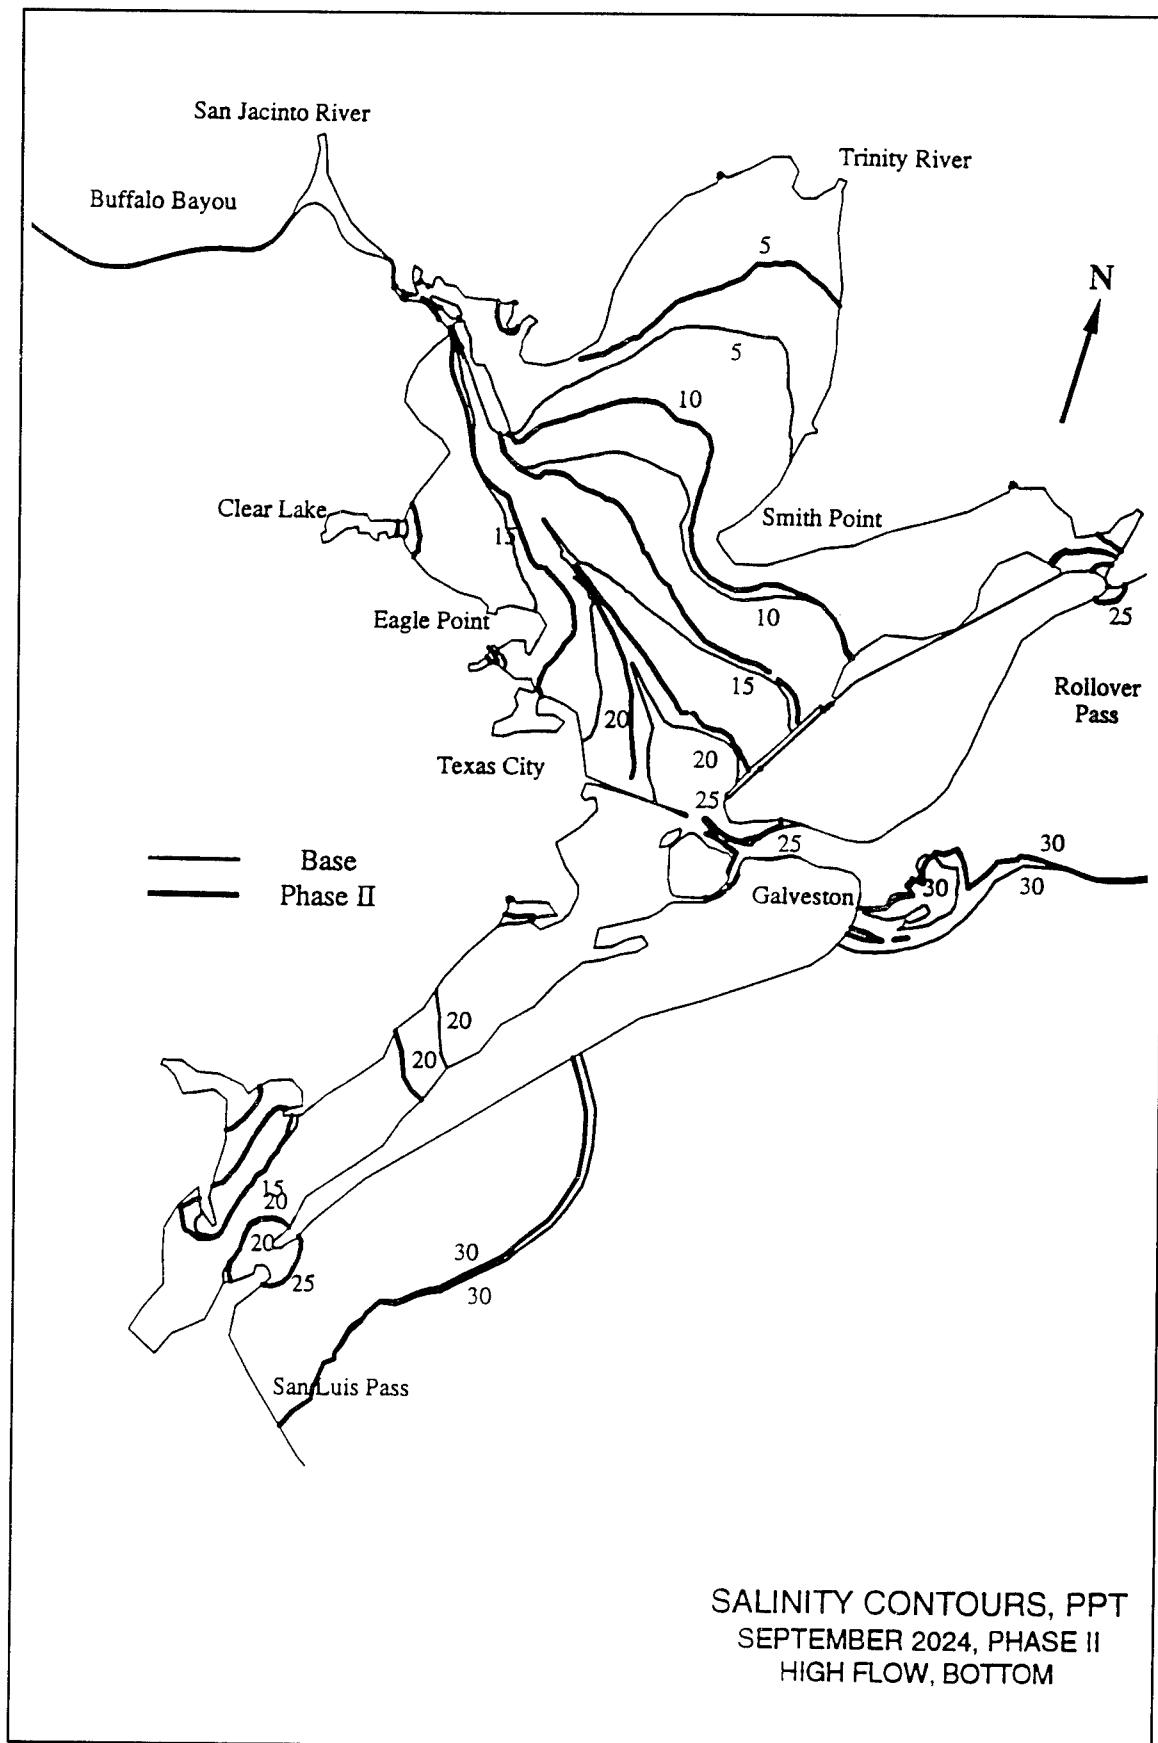 San Jacinto River
Trinity River
Buffalo Bayou
5
N
5
10
Clear Lake
15
Smith Point
Eagle Point
10
25
15
Rollover
Pass
20
Texas City
20
25
25
30
Base
Phase II
Galveston
30
30
20
20
15
20
20
25
30
30
San Luis Pass
SALINITY CONTOURS, PPT
SEPTEMBER 2024, PHASE II
HIGH FLOW, BOTTOM